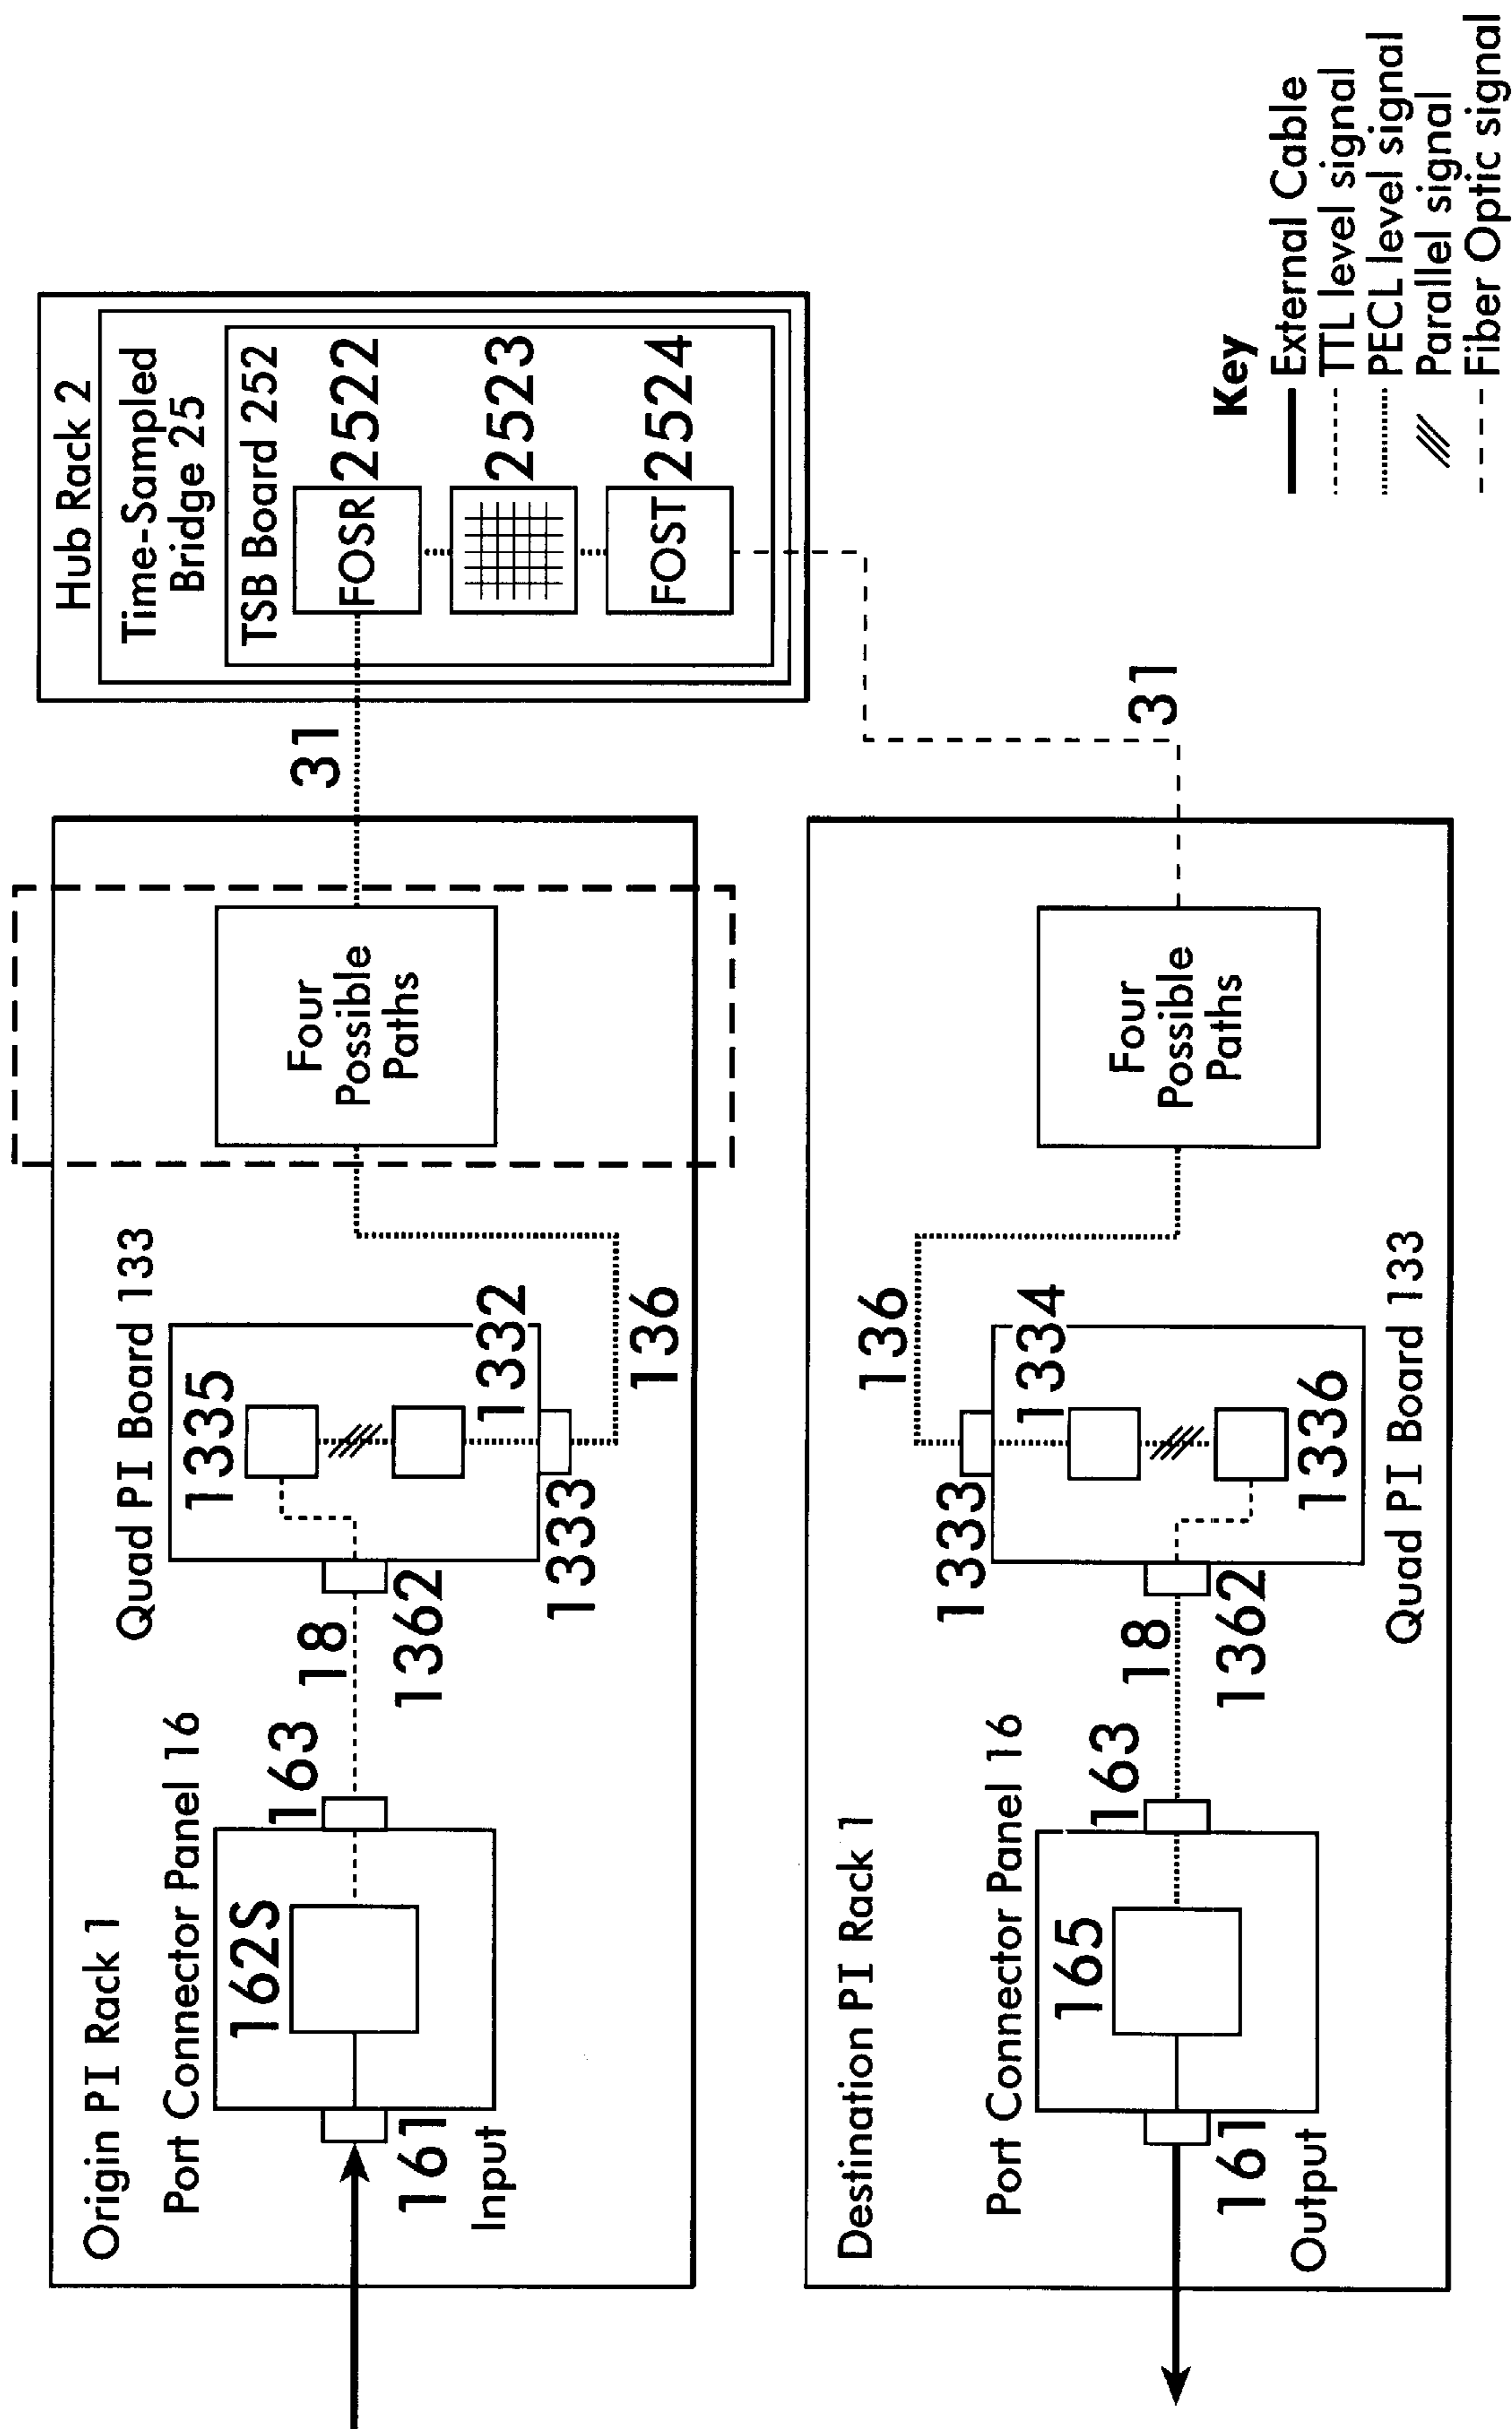 Origin PI Rack 1
Port Connector Panel 16
162S
163
161
Input
18
1362
Quad PI Board 133
1335
1332
1333
136
Four
Possible
Paths
31
Hub Rack 2
Time-Sampled
Bridge 25
TSB Board 252
FOSR
2522
2523
FOST
2524
31
Destination PI Rack 1
Port Connector Panel 16
165
163
161
Output
18
1362
1333
136
1334
1336
Quad PI Board 133
Four
Possible
Paths
Key
External Cable
TTL level signal
PECL level signal
Parallel signal
Fiber Optic signal